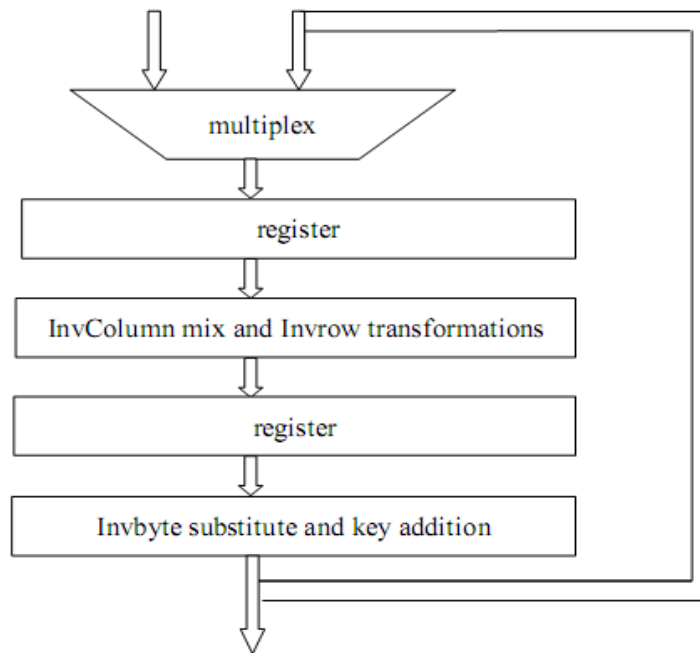 multiplex
register
InvColumn mix and Invrow transformations
register
Invbyte substitute and key addition